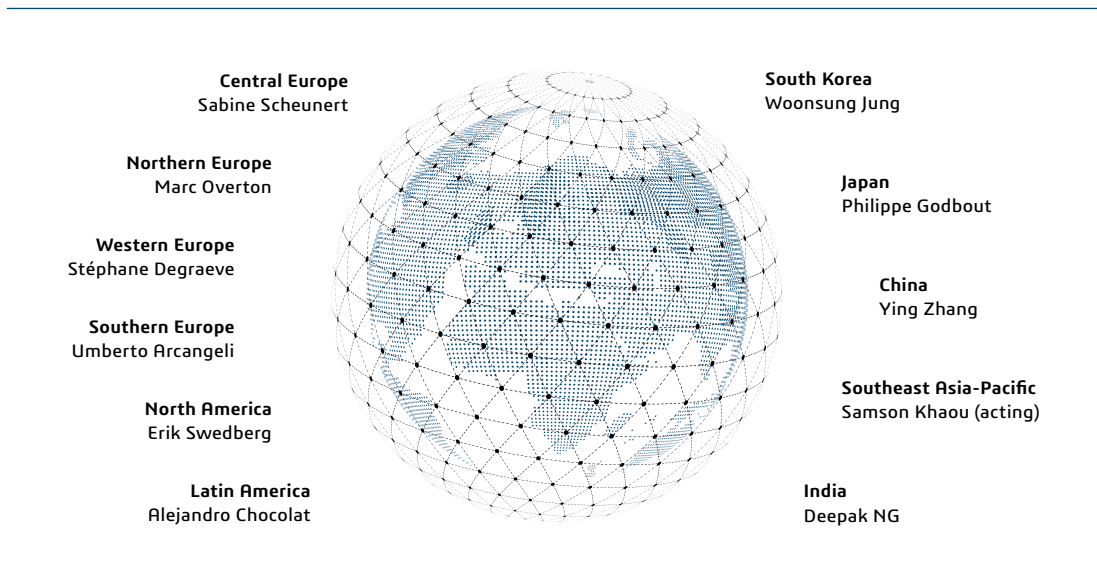 Central Europe
Sabine Scheunert
Northern Europe
Marc Overton
Western Europe
Stéphane Degraeve
Southern Europe
Umberto Arcangeli
North America
Erik Swedberg
Latin America
Alejandro Chocolat
South Korea
Woonsung Jung
Japan
Philippe Godbout
China
Ying Zhang
Southeast Asia-Pacific
Samson Khaou (acting)
India
Deepak NG